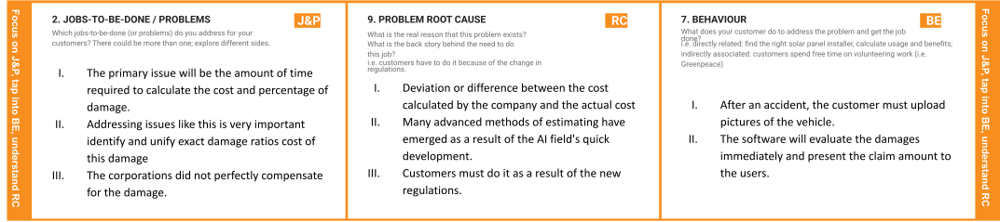 Focus on J&P, tap into BE, understand RC
2. JOBS-TO-BE-DONE / PROBLEMS
J&P
Which jobs-to-be-done (or problems) do you address for your
customers? There could be more than one; explore different sides.
I. The primary issue will be the amount of time
required to calculate the cost and percentage of
damage.
II. Addressing issues like this is very important
identify and unify exact damage ratios cost of
this damage
III. The corporations did not perfectly compensate
for the damage.
9. PROBLEM ROOT CAUSE
RC
What is the real reason that this problem exists?
What is the back story behind the need to do
this job?
i.e. customers have to do it because of the change in
regulations.
I. Deviation or difference between the cost
calculated by the company and the actual cost
II. Many advanced methods of estimating have
emerged as a result of the AI field's quick
development.
III. Customers must do it as a result of the new
regulations.
7. BEHAVIOUR
BE
What does your customer do to address the problem and get the job
done?
i.e. directly related: find the right solar panel installer, calculate usage and benefits;
indirectly associated: customers spend free time on volunteering work (i.e.
Greenpeace)
I. After an accident, the customer must upload
pictures of the vehicle.
II. The software will evaluate the damages
immediately and present the claim amount to
the users.
Focus on J&P, tap into BE, understand RC